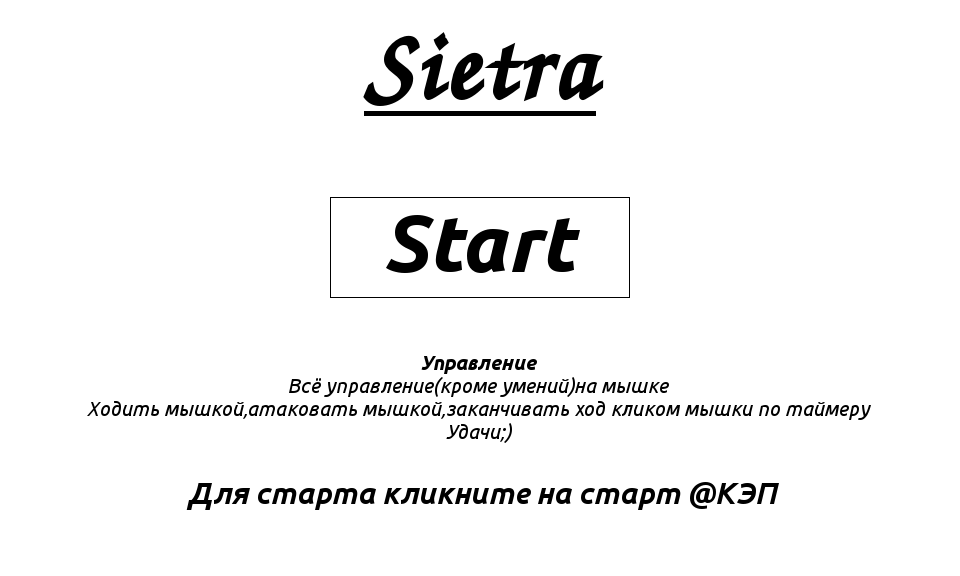 Sietra
Start
Управление
Всё управление(кроме умений)на мышке
Ходить мышкой,атаковать мышкой,заканчивать ход кликом мышки по таймеру
Удачи;)
Для старта кликните на старт @КЭП